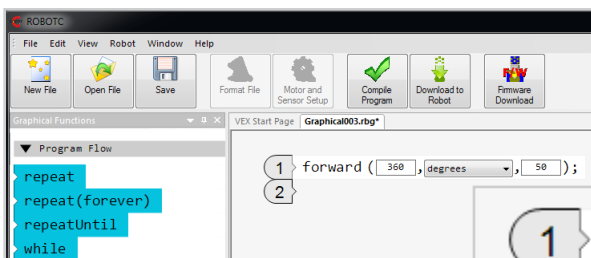 ROBOTC
File Edit View Robot Window Help
New File Open File Save Format File Motor and Sensor Setup Compile Program Download to Robot Firmware Download
Graphical Functions
VEX Start Page Graphical003.rbg*
Program Flow
repeat
repeat(forever)
repeatUntil
while
1 forward ( 360 , degrees , 50 );
2
1